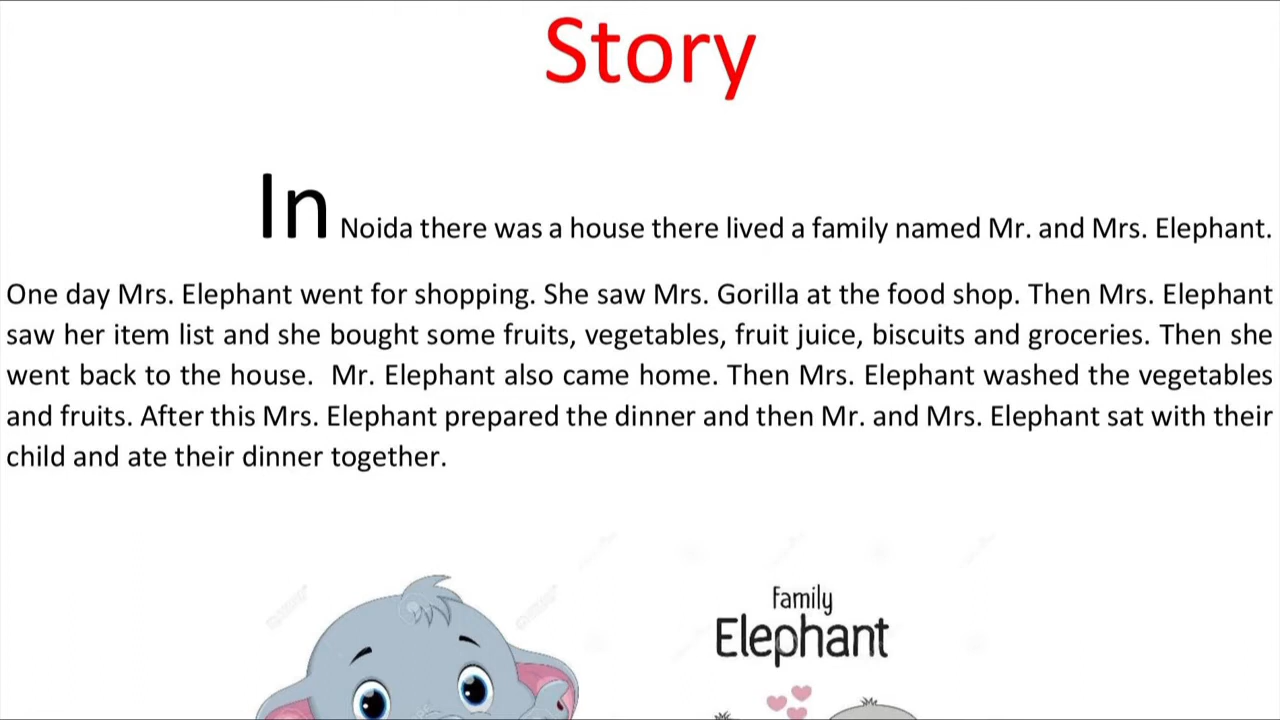 Story
In Noida there was a house there lived a family named Mr. and Mrs. Elephant.
One day Mrs. Elephant went for shopping. She saw Mrs. Gorilla at the food shop. Then Mrs. Elephant
saw her item list and she bought some fruits, vegetables, fruit juice, biscuits and groceries. Then she
went back to the house.  Mr. Elephant also came home. Then Mrs. Elephant washed the vegetables
and fruits. After this Mrs. Elephant prepared the dinner and then Mr. and Mrs. Elephant sat with their
child and ate their dinner together.
Family
Elephant